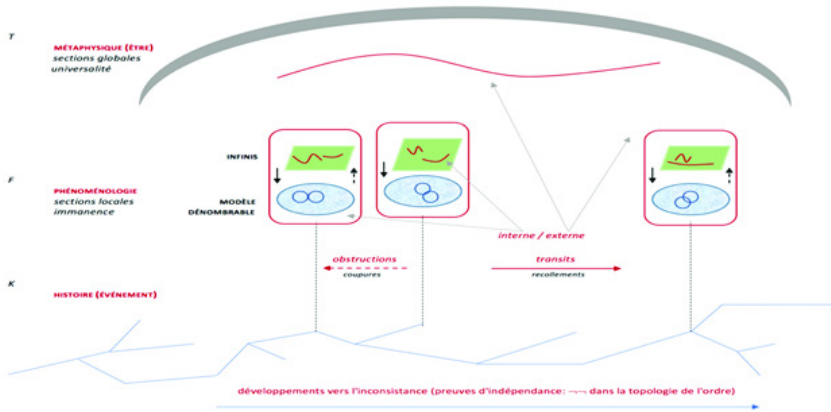 T
MÉTAPHYSIQUE (ÊTRE)
sections globales
universalité
INFINIS
F
PHÉNOMÉNOLOGIE
sections locales
immanence
MODÈLE
DÉNOMBRABLE
interne / externe
obstructions
coupures
transits
recollements
K
HISTOIRE (ÉVÉNEMENT)
développements vers l'inconsistance (preuves d'indépendance: ¬¬ dans la topologie de l'ordre)